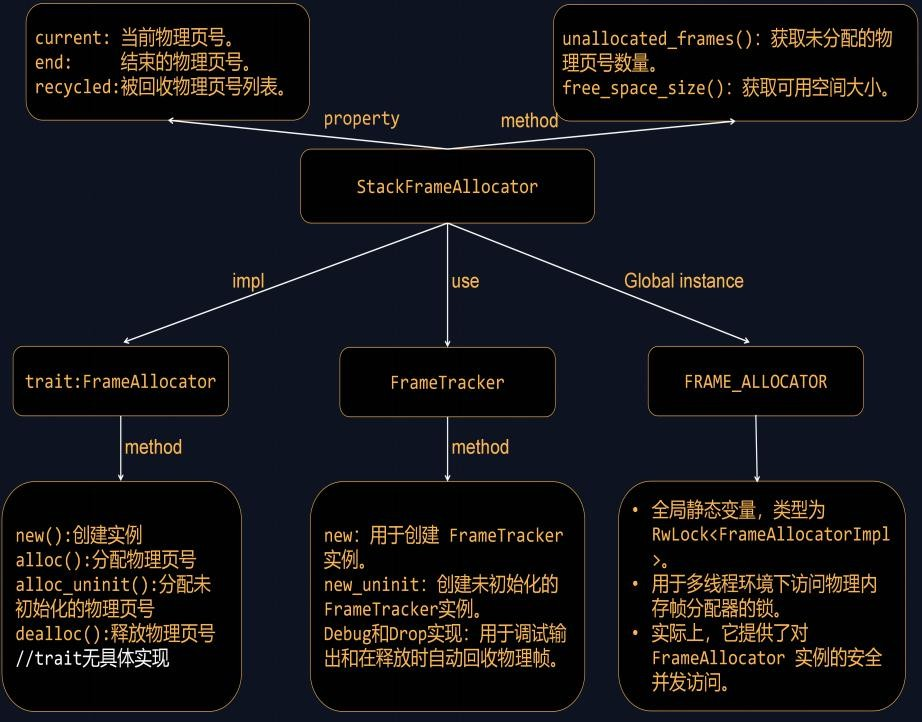 current: 当前物理页号。
end: 结束的物理页号。
recycled:被回收物理页号列表。
unallocated_frames(): 获取未分配的物
理页号数量。
free_space_size(): 获取可用空间大小。
property
method
StackFrameAllocator
impl
use
Global instance
trait:FrameAllocator
FrameTracker
FRAME_ALLOCATOR
method
method
new():创建实例
alloc():分配物理页号
alloc_uninit():分配未
初始化的物理页号
dealloc():释放物理页号
//trait无具体实现
new: 用于创建 FrameTracker
实例。
new_uninit: 创建未初始化的
FrameTracker实例。
Debug和Drop实现: 用于调试输
出和在释放时自动回收物理帧。
• 全局静态变量，类型为
RwLock<FrameAllocatorImpl
>。
• 用于多线程环境下访问物理内
存帧分配器的锁。
• 实际上，它提供了对
FrameAllocator 实例的安全
并发访问。